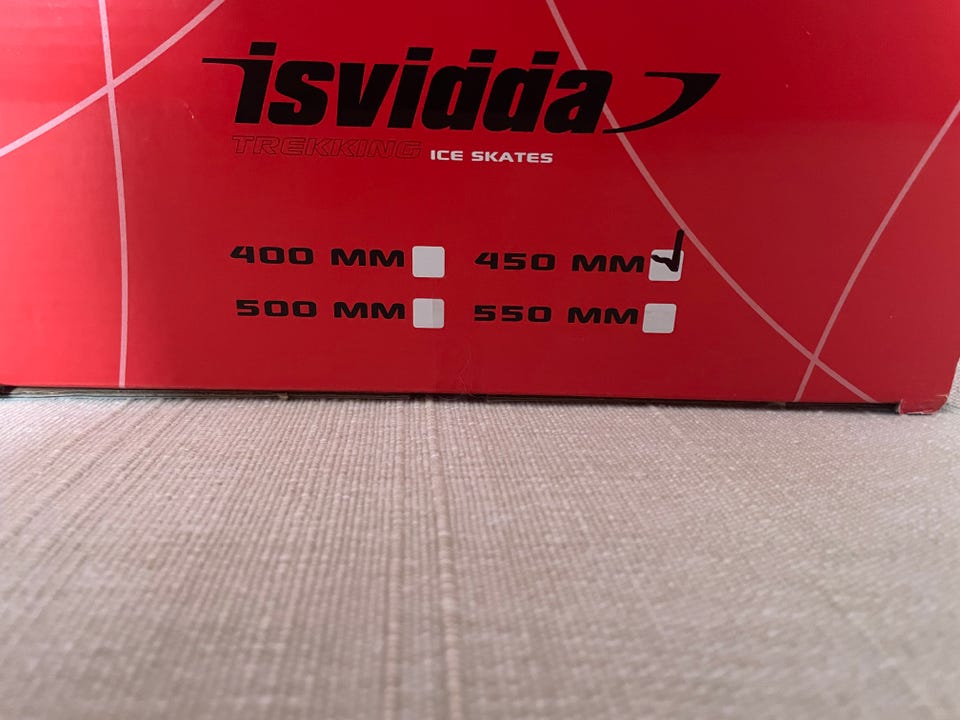 isvidda
TREKKING ICE SKATES
400 MM 450 MM
500 MM 550 MM